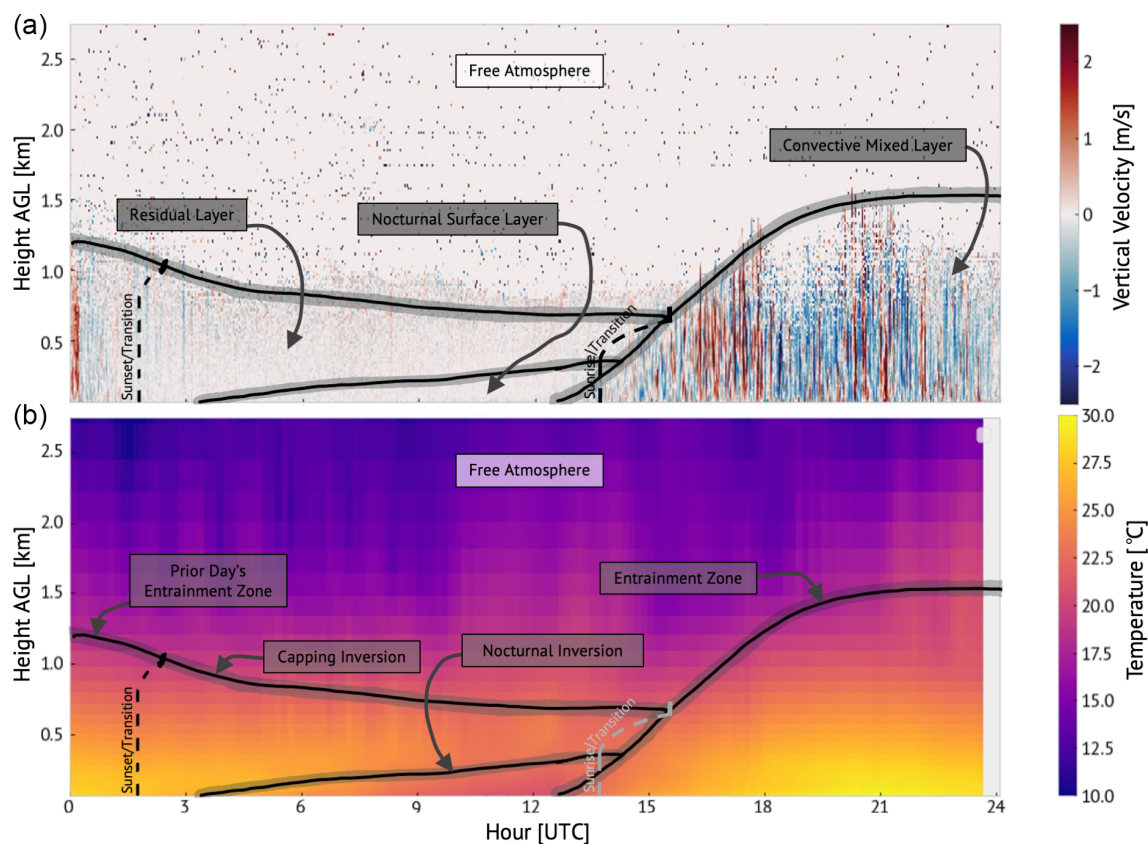 (a)
Height AGL [km]
2.5
2.0
1.5
1.0
0.5
Free Atmosphere
Convective Mixed Layer
Residual Layer
Nocturnal Surface Layer
Sunset/Transition
Sunrise/Transition
2
1
0
−1
−2
Vertical Velocity [m/s]
(b)
Height AGL [km]
2.5
2.0
1.5
1.0
0.5
Free Atmosphere
Prior Day's
Entrainment Zone
Entrainment Zone
Capping Inversion
Nocturnal Inversion
Sunset/Transition
Sunrise/Transition
0
3
6
9
12
15
18
21
24
Hour [UTC]
30.0
27.5
25.0
22.5
20.0
17.5
15.0
12.5
10.0
Temperature [°C]